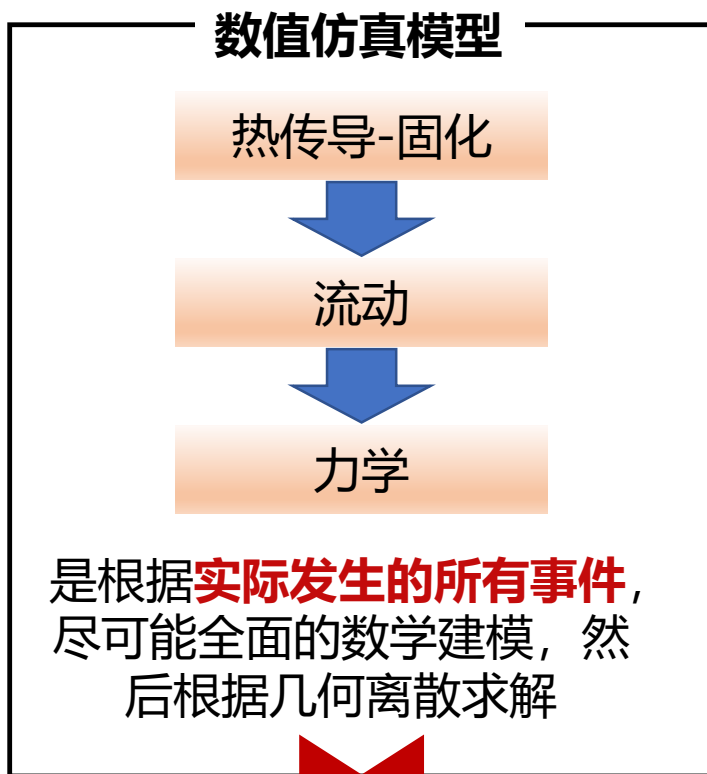 数值仿真模型
热传导-固化
流动
力学
是根据实际发生的所有事件，
尽可能全面的数学建模，然
后根据几何离散求解